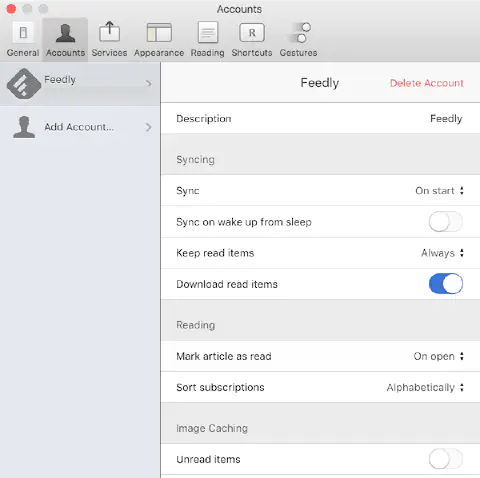 Accounts
General Accounts Services Appearance Reading Shortcuts Gestures
Feedly
Add Account...
Feedly Delete Account
Description Feedly
Syncing
Sync On start
Sync on wake up from sleep
Keep read items Always
Download read items
Reading
Mark article as read On open
Sort subscriptions Alphabetically
Image Caching
Unread items